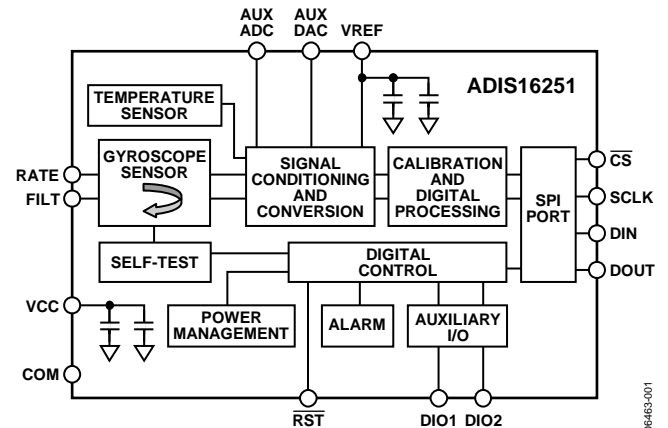 AUX
ADC
AUX
DAC
VREF
ADIS16251
TEMPERATURE
SENSOR
GYROSCOPE
SENSOR
SIGNAL
CONDITIONING
AND
CONVERSION
CALIBRATION
AND
DIGITAL
PROCESSING
SPI
PORT
RATE
FILT
CS
SCLK
DIN
DOUT
SELF-TEST
DIGITAL
CONTROL
VCC
POWER
MANAGEMENT
ALARM
AUXILIARY
I/O
COM
RST
DIO1 DIO2
06463-001